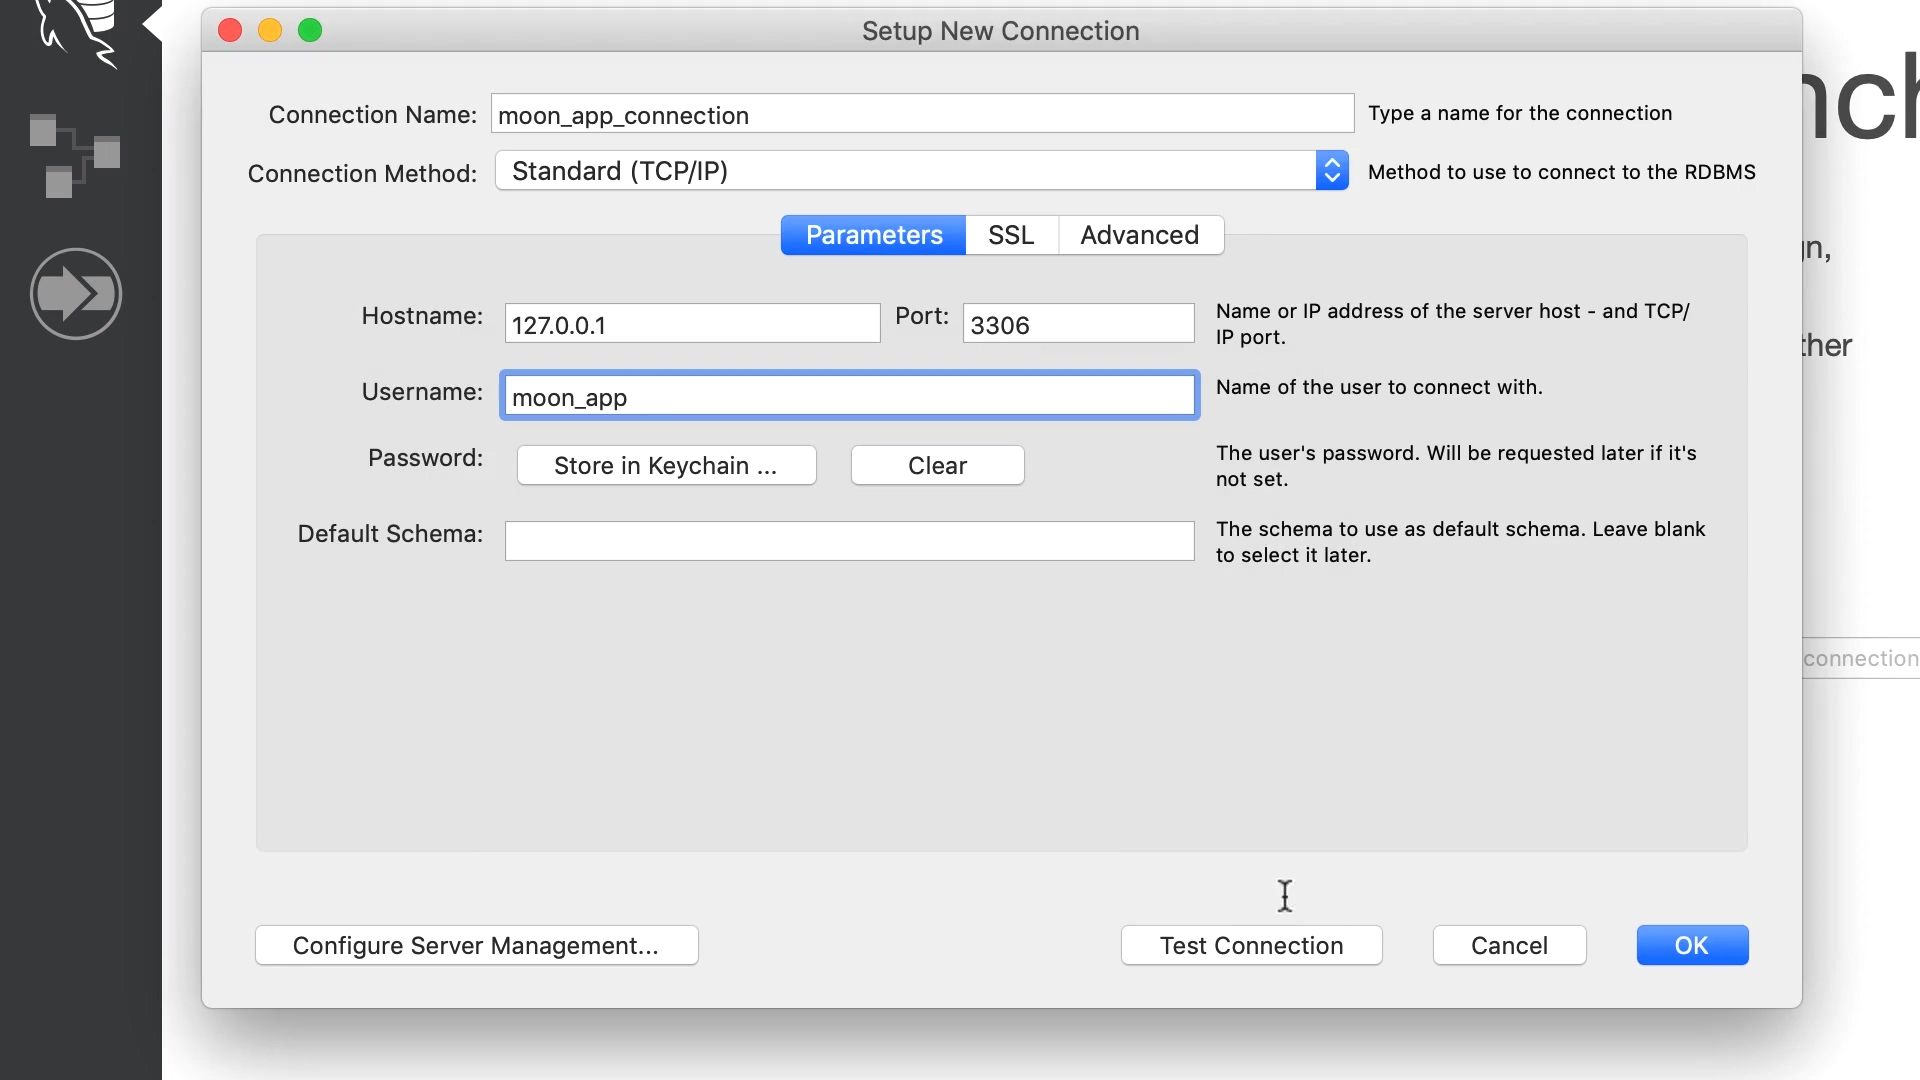 Setup New Connection
Connection Name: moon_app_connection Type a name for the connection
Connection Method: Standard (TCP/IP) Method to use to connect to the RDBMS
Parameters SSL Advanced
Hostname: 127.0.0.1 Port: 3306 Name or IP address of the server host - and TCP/
IP port.
Username: moon_app Name of the user to connect with.
Password: Store in Keychain ... Clear The user's password. Will be requested later if it's
not set.
Default Schema: The schema to use as default schema. Leave blank
to select it later.
connection
Configure Server Management... Test Connection Cancel OK